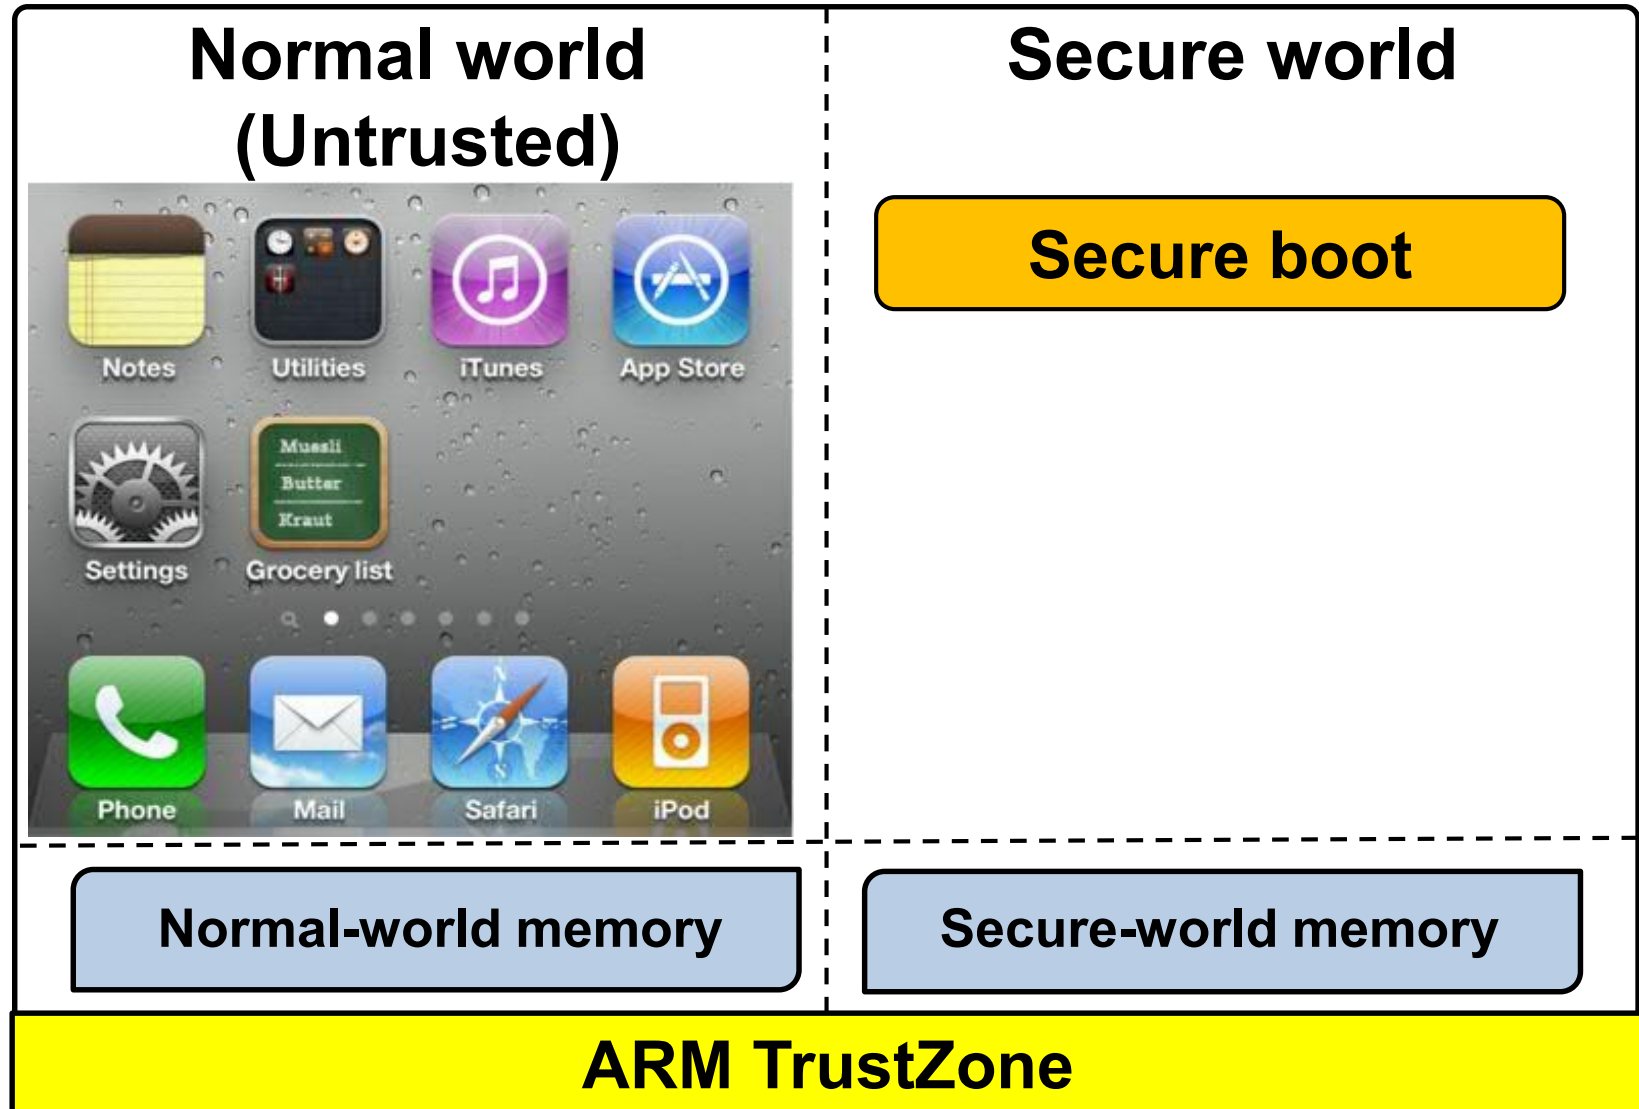 Normal world
(Untrusted)
Secure world
Secure boot
Notes
Utilities
iTunes
App Store
Muesli
Butter
Kraut
Settings
Grocery list
Phone
Mail
Safari
iPod
N
S
Normal-world memory
Secure-world memory
ARM TrustZone